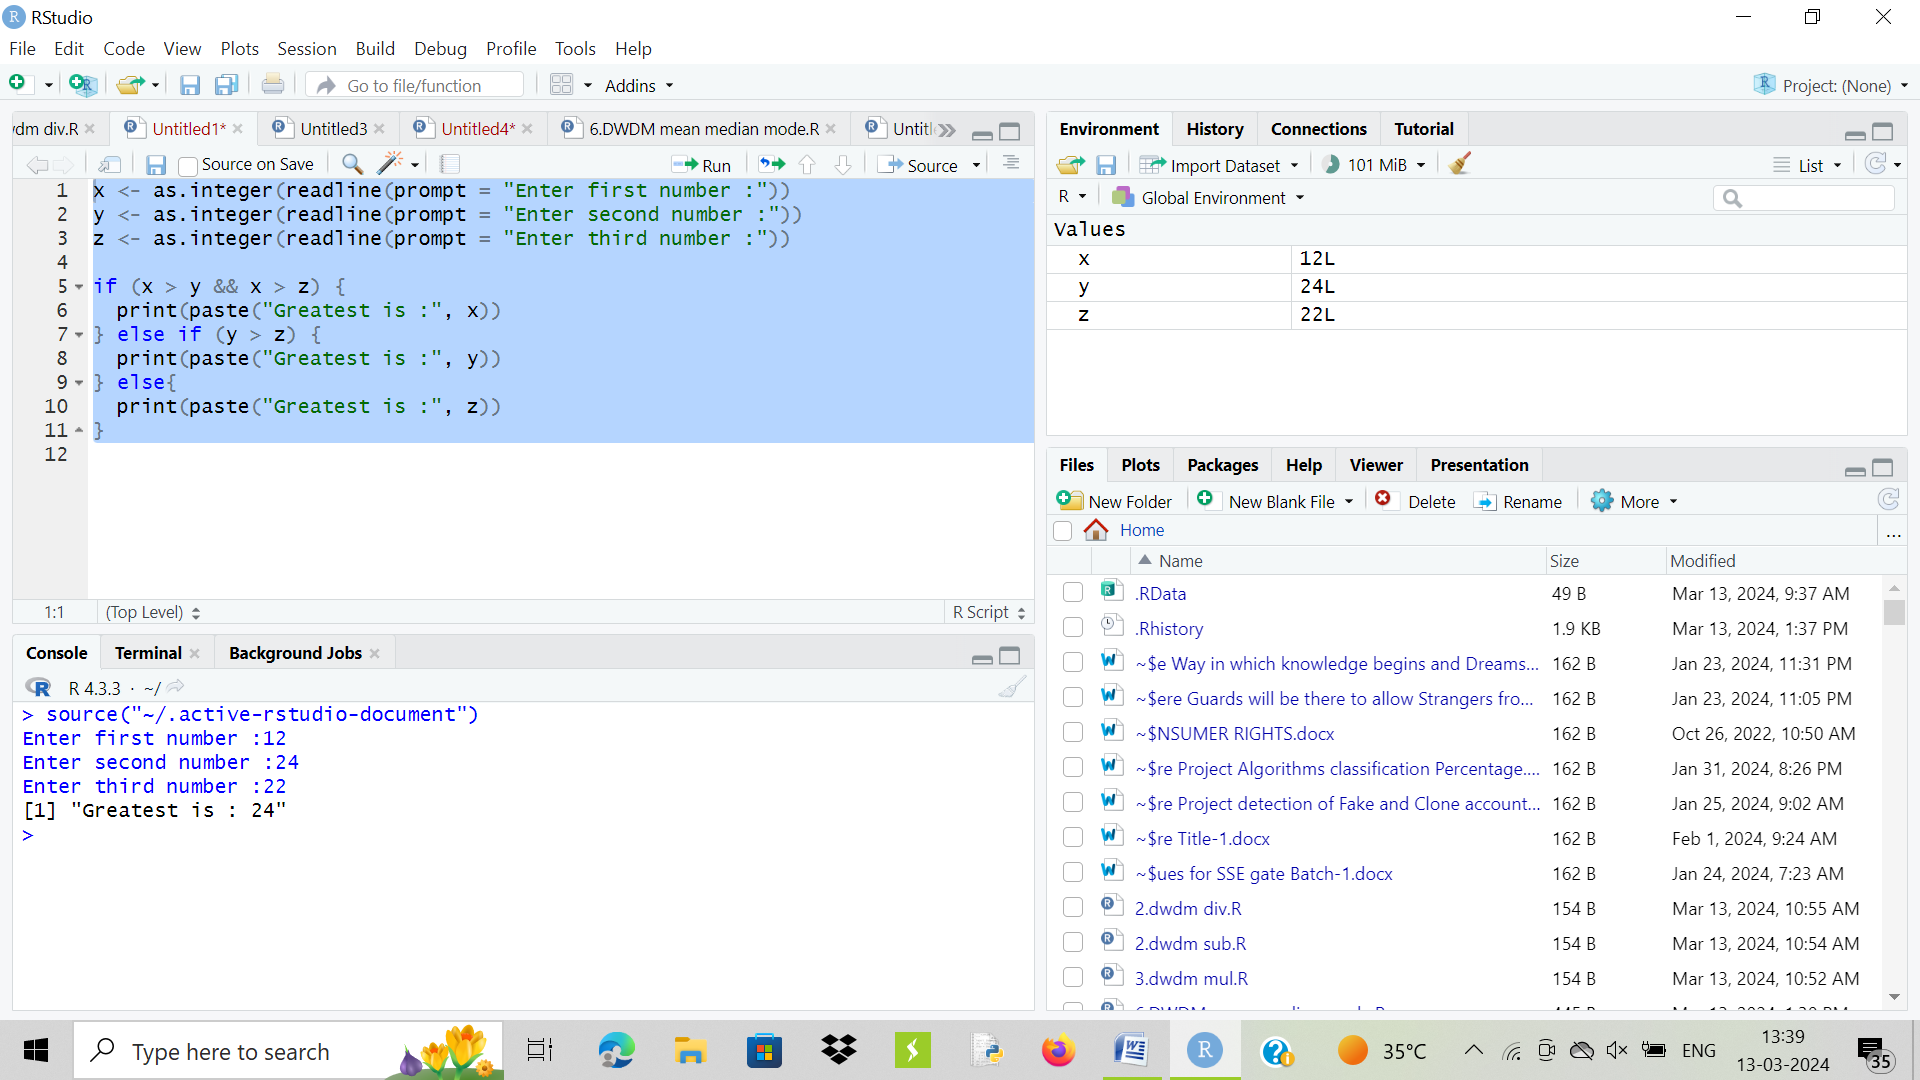 RStudio
File Edit Code View Plots Session Build Debug Profile Tools Help
Go to file/function Addins Project: (None)
dm div.R Untitled1* Untitled3 Untitled4* 6.DWDM mean median mode.R
Source on Save Run Source
1 x <- as.integer(readline(prompt = "Enter first number :"))
2 y <- as.integer(readline(prompt = "Enter second number :"))
3 z <- as.integer(readline(prompt = "Enter third number :"))
4
5 if (x > y && x > z) {
6 print(paste("Greatest is :", x))
7 } else if (y > z) {
8 print(paste("Greatest is :", y))
9 } else{
10 print(paste("Greatest is :", z))
11 }
12
1:1 (Top Level) R Script
Console Terminal Background Jobs
R 4.3.3 · ~/
> source("~/.active-rstudio-document")
Enter first number :12
Enter second number :24
Enter third number :22
[1] "Greatest is : 24"
>
Environment History Connections Tutorial
Import Dataset 101 MiB List
R Global Environment
Values
x 12L
y 24L
z 22L
Files Plots Packages Help Viewer Presentation
New Folder New Blank File Delete Rename More
Home ...
Name Size Modified
.RData 49 B Mar 13, 2024, 9:37 AM
.Rhistory 1.9 KB Mar 13, 2024, 1:37 PM
~$e Way in which knowledge begins and Dreams... 162 B Jan 23, 2024, 11:31 PM
~$ere Guards will be there to allow Strangers fro... 162 B Jan 23, 2024, 11:05 PM
~$NSUMER RIGHTS.docx 162 B Oct 26, 2022, 10:50 AM
~$re Project Algorithms classification Percentage.... 162 B Jan 31, 2024, 8:26 PM
~$re Project detection of Fake and Clone account... 162 B Jan 25, 2024, 9:02 AM
~$re Title-1.docx 162 B Feb 1, 2024, 9:24 AM
~$ues for SSE gate Batch-1.docx 162 B Jan 24, 2024, 7:23 AM
2.dwdm div.R 154 B Mar 13, 2024, 10:55 AM
2.dwdm sub.R 154 B Mar 13, 2024, 10:54 AM
3.dwdm mul.R 154 B Mar 13, 2024, 10:52 AM
Type here to search 35°C ENG 13:39
13-03-2024 35